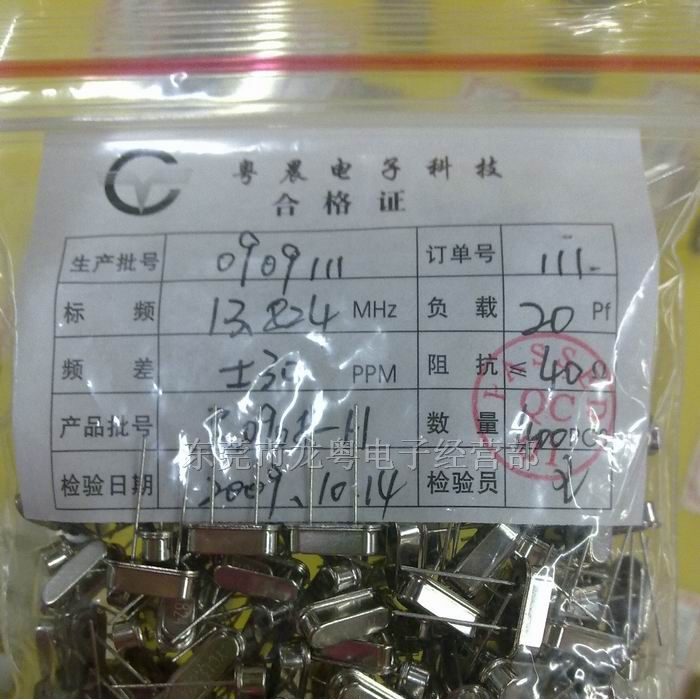 粤晨电子科技
合格证
生产批号 0909111 订单号 111.
标频 13.824 MHz 负载 20 Pf
频差 ±30 PPM 阻抗 ≤40Ω
产品批号 数量
检验日期 2009.10.14 检验员
PASSED
QC
东莞市龙粤电子经营部